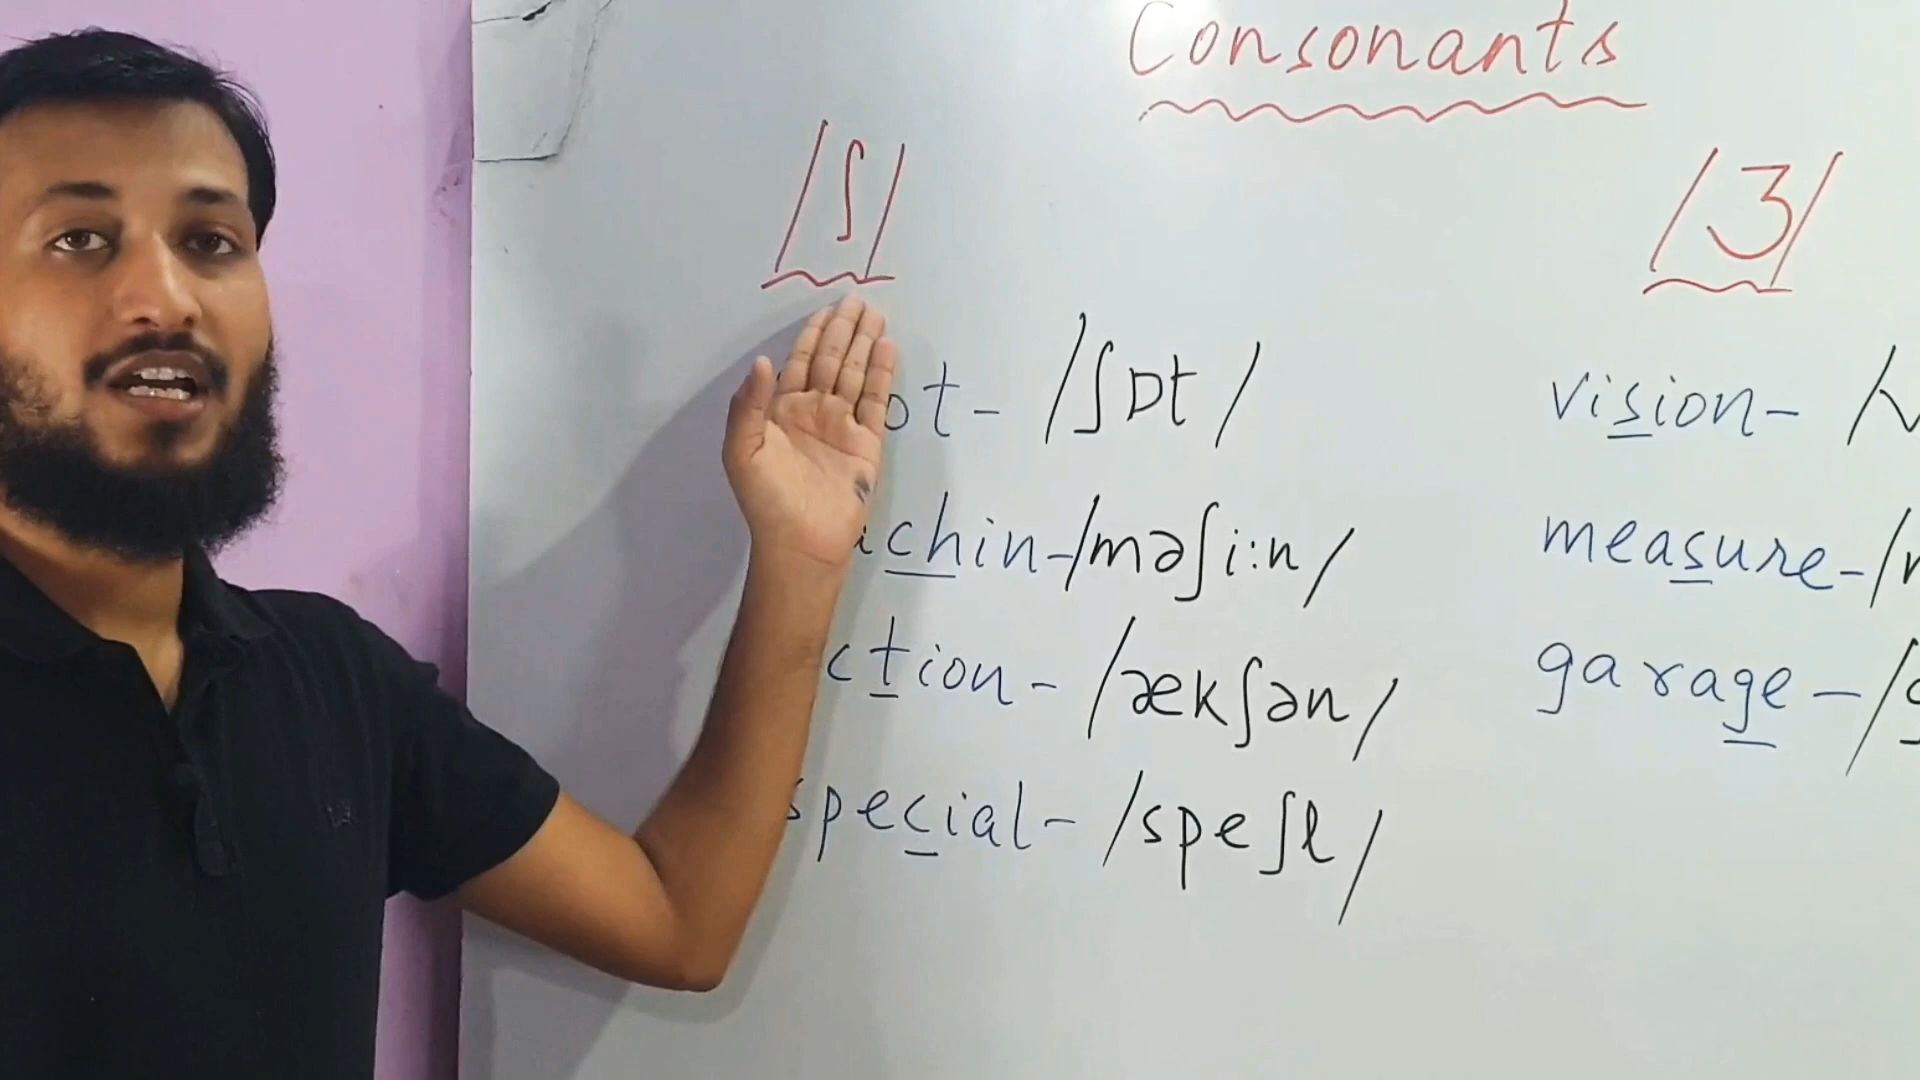 Consonants
/ʃ/
/ʒ/
ot - /ʃɒt/
chin - /məʃi:n/
ction - /ækʃən/
special - /speʃl/
vision - /v
measure - /m
garage - /g